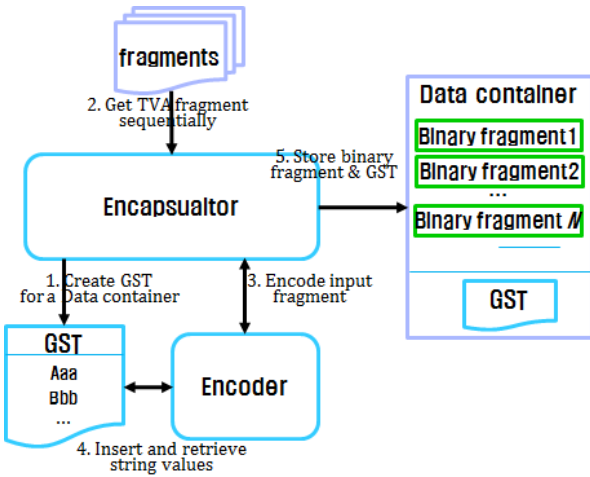 fragments
2. Get TVA fragment
sequentially
Data container
Binary fragment1
Binary fragment2
...
Binary fragment N
GST
5. Store binary
fragment & GST
Encapsualtor
1. Create GST
for a Data container
3. Encode input
fragment
GST
Aaa
Bbb
...
Encoder
4. Insert and retrieve
string values